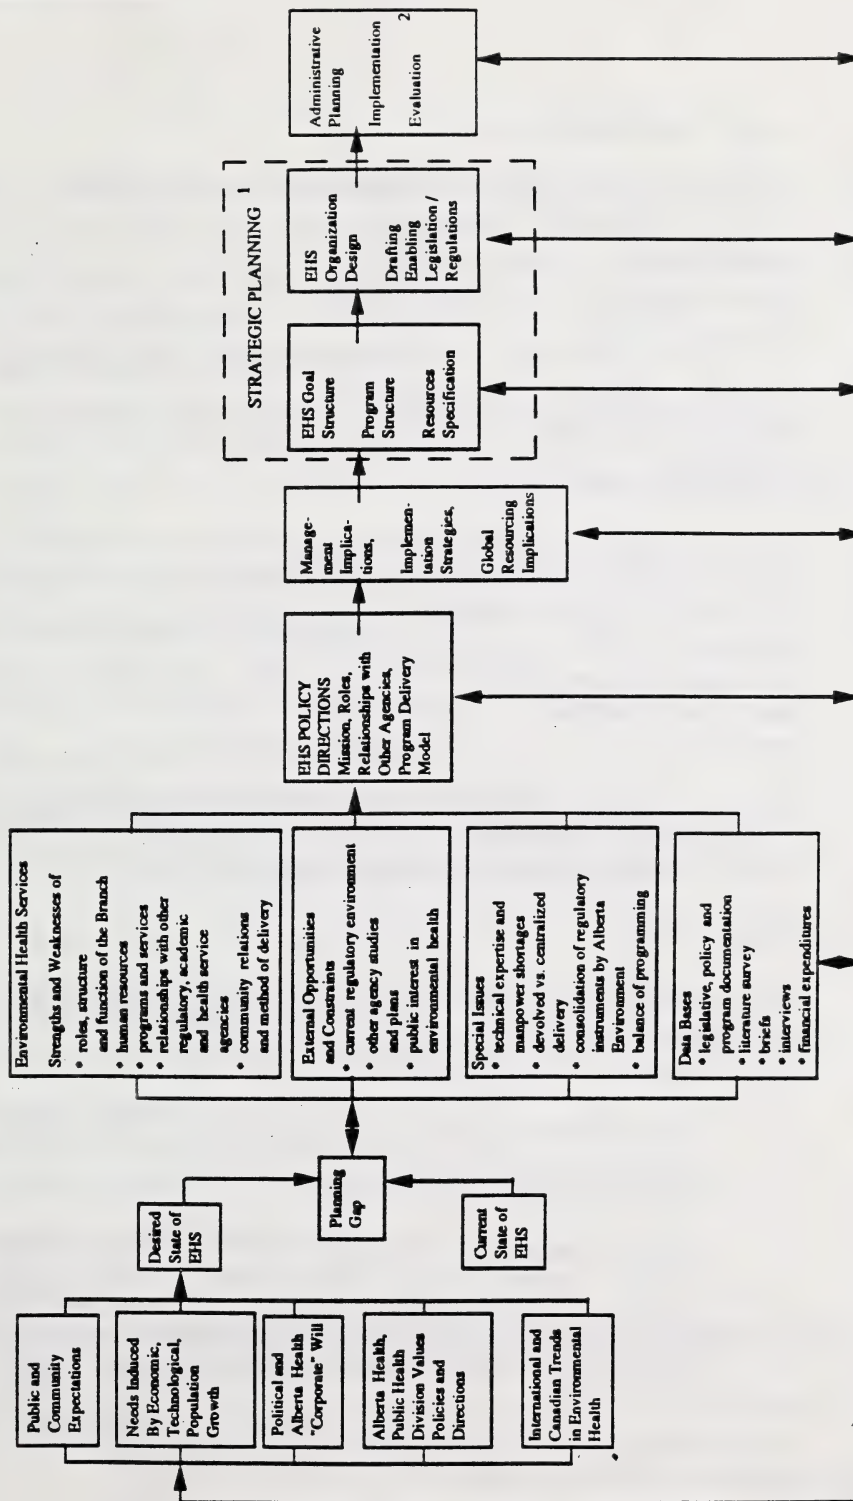 Public and
Community
Expectations
Needs Induced
By Economic,
Technological,
Population
Growth
Political and
Alberta Health
"Corporate" Will
Alberta Health,
Public Health
Division Values
Policies and
Directions
International and
Canadian Trends
in Environmental
Health
Desired
State of
EHS
Planning
Gap
Current
State of
EHS
Environmental Health Services
Strengths and Weaknesses of
• roles, structure
and function of the Branch
• human resources
• programs and services
• relationships with other
regulatory, academic
and health service
agencies
• community relations
and method of delivery
External Opportunities
and Constraints
• current regulatory environment
• other agency studies
and plans
• public interest in
environmental health
Special Issues
• technical expertise and
manpower shortages
• devolved vs. centralized
delivery
• consolidation of regulatory
instruments by Alberta
Environment
• balance of programming
Data Bases
• legislative, policy and
program documentation
• literature survey
• briefs
• interviews
• financial expenditures
EHS POLICY
DIRECTIONS
Mission, Roles,
Relationships with
Other Agencies,
Program Delivery
Model
Manage-
ment
Implica-
tions,
Implemen-
tation
Strategies,
Global
Resourcing
Implications
STRATEGIC PLANNING 1
EHS Goal
Structure
Program
Structure
Resources
Specification
EHS
Organization
Design
Drafting
Enabling
Legislation /
Regulations
Administrative
Planning
Implementation
Evaluation 2